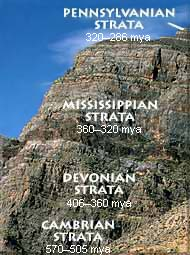 PENNSYLVANIAN
STRATA
320–286 mya
MISSISSIPPIAN
STRATA
360–320 mya
DEVONIAN
STRATA
406–360 mya
CAMBRIAN
STRATA
570–505 mya